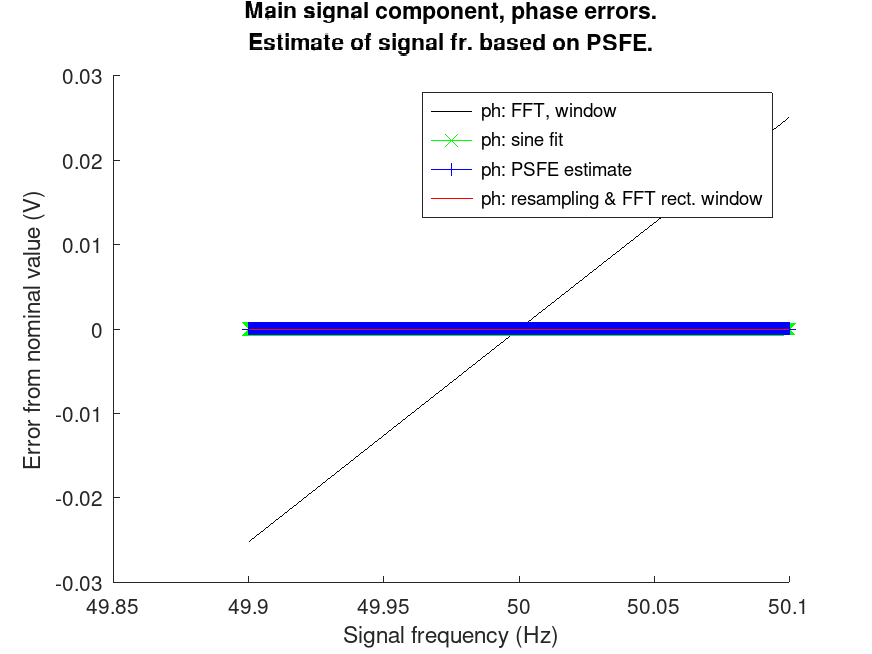 Main signal component, phase errors.
Estimate of signal fr. based on PSFE.
0.03
0.02
0.01
0
-0.01
-0.02
-0.03
Error from nominal value (V)
ph: FFT, window
ph: sine fit
ph: PSFE estimate
ph: resampling & FFT rect. window
49.85
49.9
49.95
50
50.05
50.1
Signal frequency (Hz)